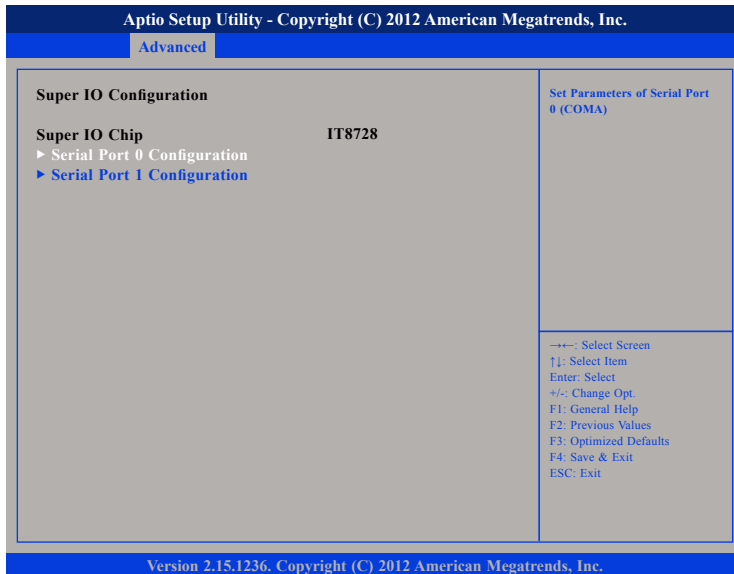 Aptio Setup Utility - Copyright (C) 2012 American Megatrends, Inc.
Advanced
Super IO Configuration
Super IO Chip IT8728
► Serial Port 0 Configuration
► Serial Port 1 Configuration
Set Parameters of Serial Port
0 (COMA)
→←: Select Screen
↑↓: Select Item
Enter: Select
+/-: Change Opt.
F1: General Help
F2: Previous Values
F3: Optimized Defaults
F4: Save & Exit
ESC: Exit
Version 2.15.1236. Copyright (C) 2012 American Megatrends, Inc.